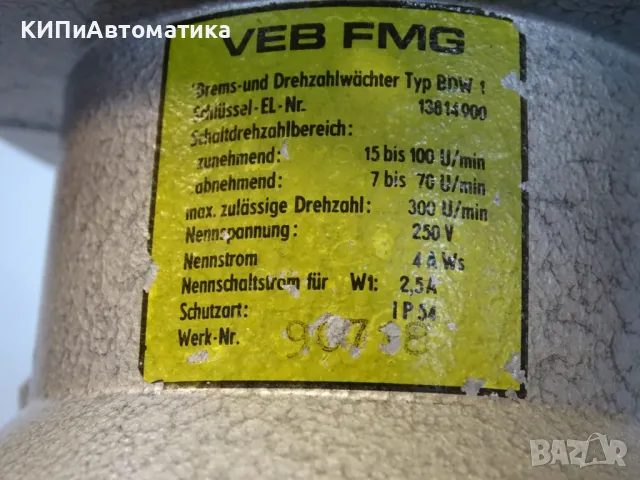 КИПиАвтоматика
VEB FMG
Brems-und Drehzahlwächter Typ BDW 1
Schlüssel-EL-Nr. 13814900
Schaltdrehzahlbereich:
zunehmend: 15 bis 100 U/min
abnehmend: 7 bis 70 U/min
max. zulässige Drehzahl: 300 U/min
Nennspannung: 250 V
Nennstrom 4 A Ws
Nennschaltstrom für W1: 2,5A
Schutzart: IP 54
Werk-Nr.
BAZAR
bg